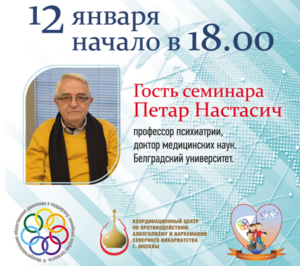 12 января
начало в 18.00
Гость семинара
Петар Настасич
профессор психиатрии,
доктор медицинских наук.
Белградский университет.
КООРДИНАЦИОННЫЙ ЦЕНТР
ПО ПРОТИВОДЕЙСТВИЮ
АЛКОГОЛИЗМУ И НАРКОМАНИИ
СЕВЕРНОГО ВИКАРИАТСТВА
Г. МОСКВЫ